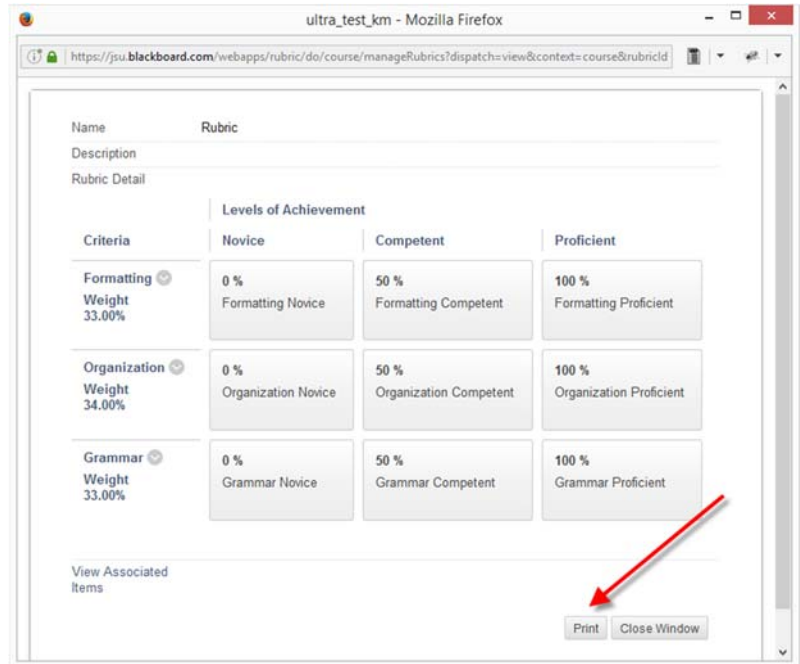 ultra_test_km - Mozilla Firefox
https://jsu.blackboard.com/webapps/rubric/do/course/manageRubrics?dispatch=view&context=course&rubricId
Name Rubric
Description
Rubric Detail
Levels of Achievement
Criteria Novice Competent Proficient
Formatting 0 % 50 % 100 %
Weight Formatting Novice Formatting Competent Formatting Proficient
33.00%
Organization 0 % 50 % 100 %
Weight Organization Novice Organization Competent Organization Proficient
34.00%
Grammar 0 % 50 % 100 %
Weight Grammar Novice Grammar Competent Grammar Proficient
33.00%
View Associated
Items
Print Close Window